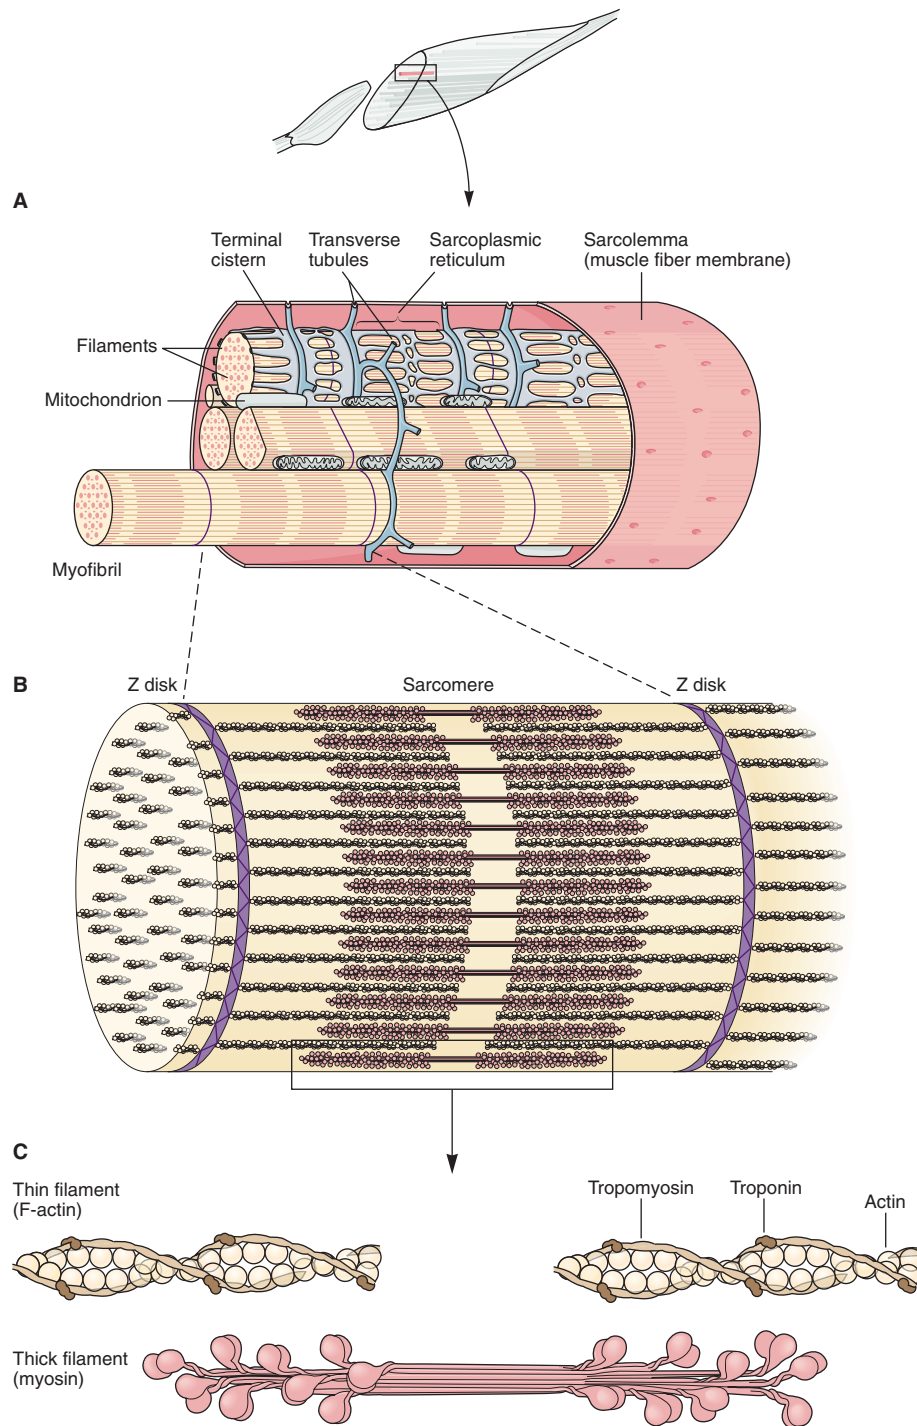 A
Terminal
cistern
Transverse
tubules
Sarcoplasmic
reticulum
Sarcolemma
(muscle fiber membrane)
Filaments
Mitochondrion
Myofibril
B
Z disk
Sarcomere
Z disk
C
Thin filament
(F-actin)
Tropomyosin
Troponin
Actin
Thick filament
(myosin)